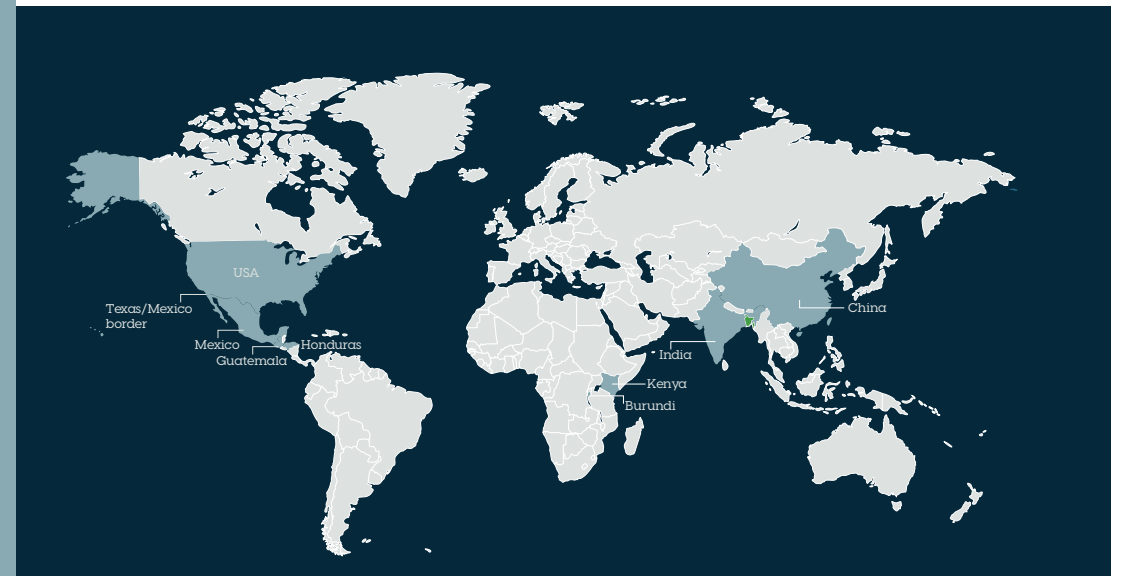 USA
Texas/Mexico
border
Mexico
Guatemala
Honduras
China
India
Kenya
Burundi